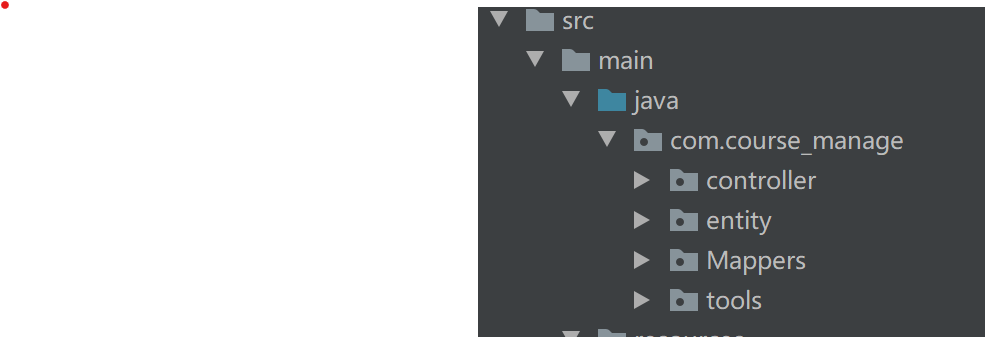 src
main
java
com.course_manage
controller
entity
Mappers
tools